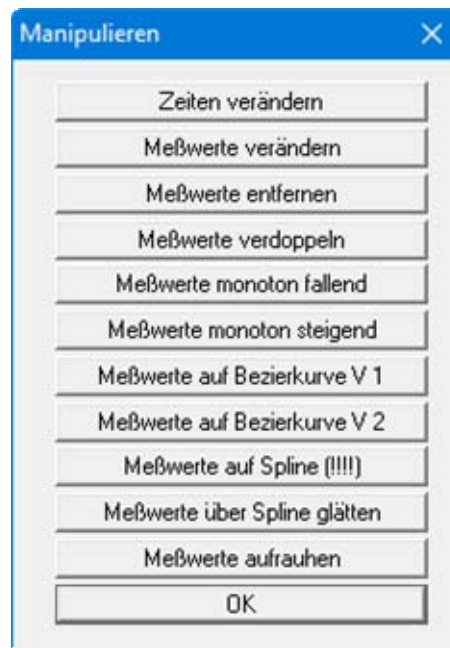 Manipulieren
Zeiten verändern
Meßwerte verändern
Meßwerte entfernen
Meßwerte verdoppeln
Meßwerte monoton fallend
Meßwerte monoton steigend
Meßwerte auf Bezierkurve V 1
Meßwerte auf Bezierkurve V 2
Meßwerte auf Spline (!!!!)
Meßwerte über Spline glätten
Meßwerte aufrauhen
OK